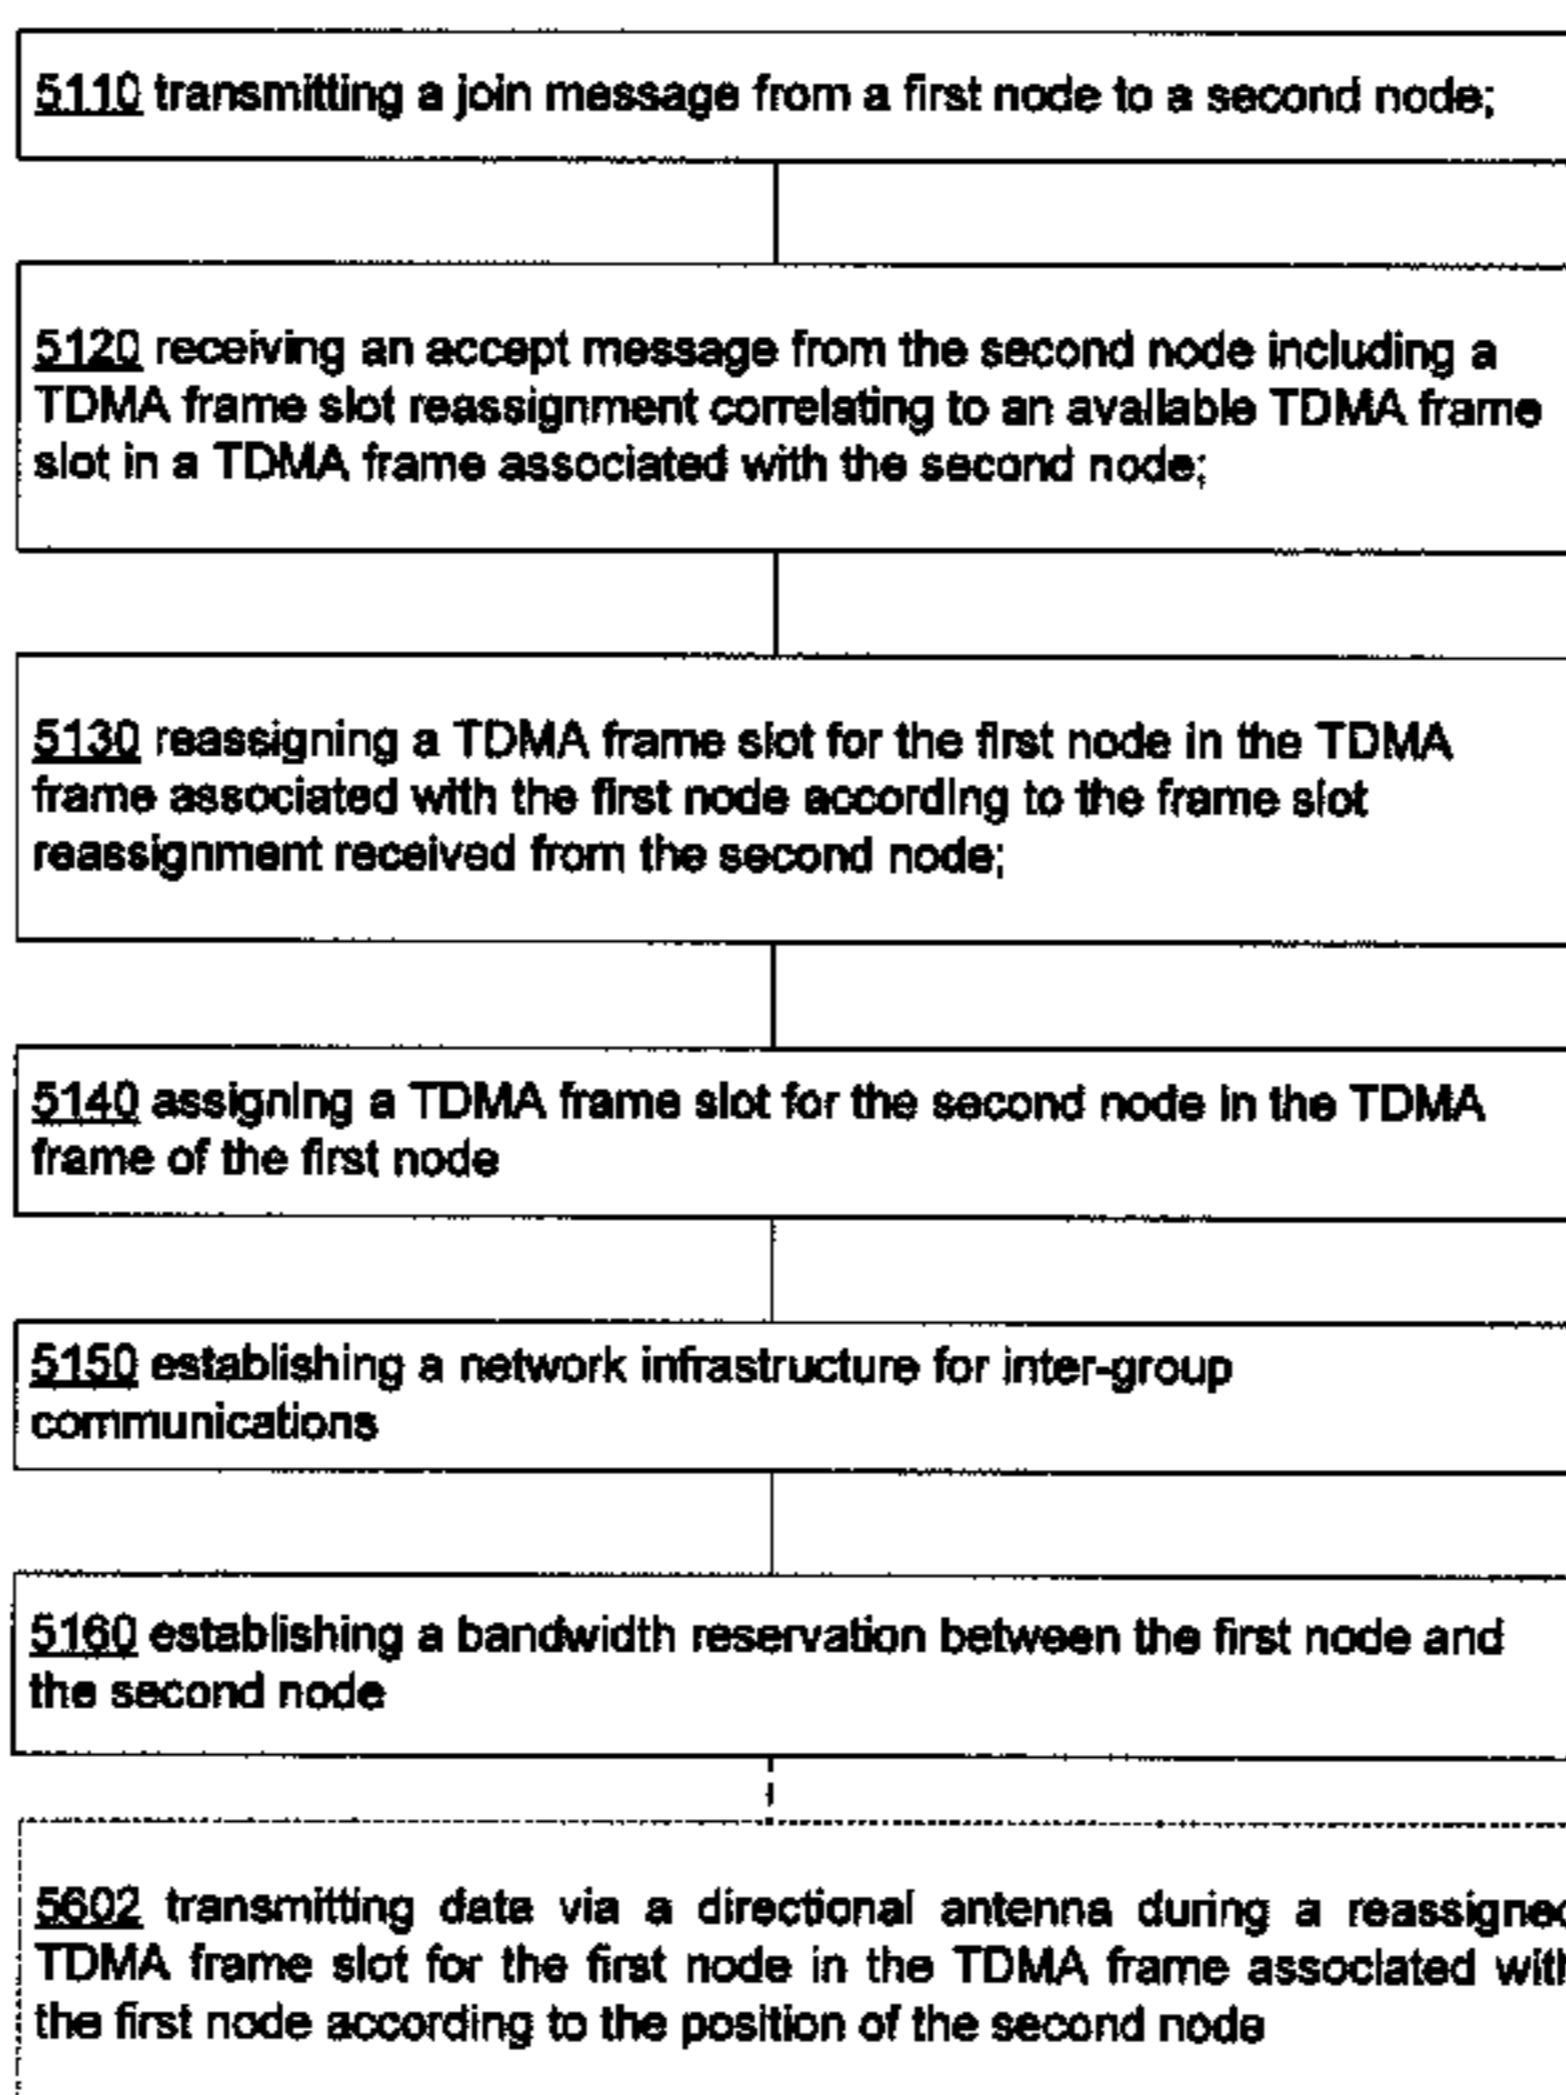 5110 transmitting a join message from a first node to a second node;
5120 receiving an accept message from the second node including a
TDMA frame slot reassignment correlating to an available TDMA frame
slot in a TDMA frame associated with the second node;
5130 reassigning a TDMA frame slot for the first node in the TDMA
frame associated with the first node according to the frame slot
reassignment received from the second node;
5140 assigning a TDMA frame slot for the second node in the TDMA
frame of the first node
5150 establishing a network infrastructure for inter-group
communications
5160 establishing a bandwidth reservation between the first node and
the second node
5602 transmitting data via a directional antenna during a reassigned
TDMA frame slot for the first node in the TDMA frame associated with
the first node according to the position of the second node